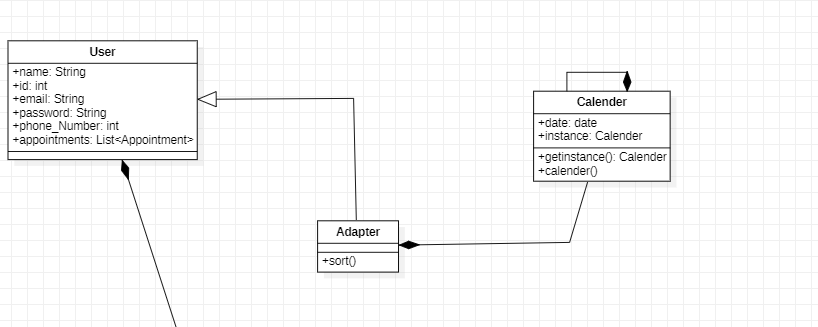 User
+name: String
+id: int
+email: String
+password: String
+phone_Number: int
+appointments: List<Appointment>
Calender
+date: date
+instance: Calender
+getinstance(): Calender
+calender()
Adapter
+sort()